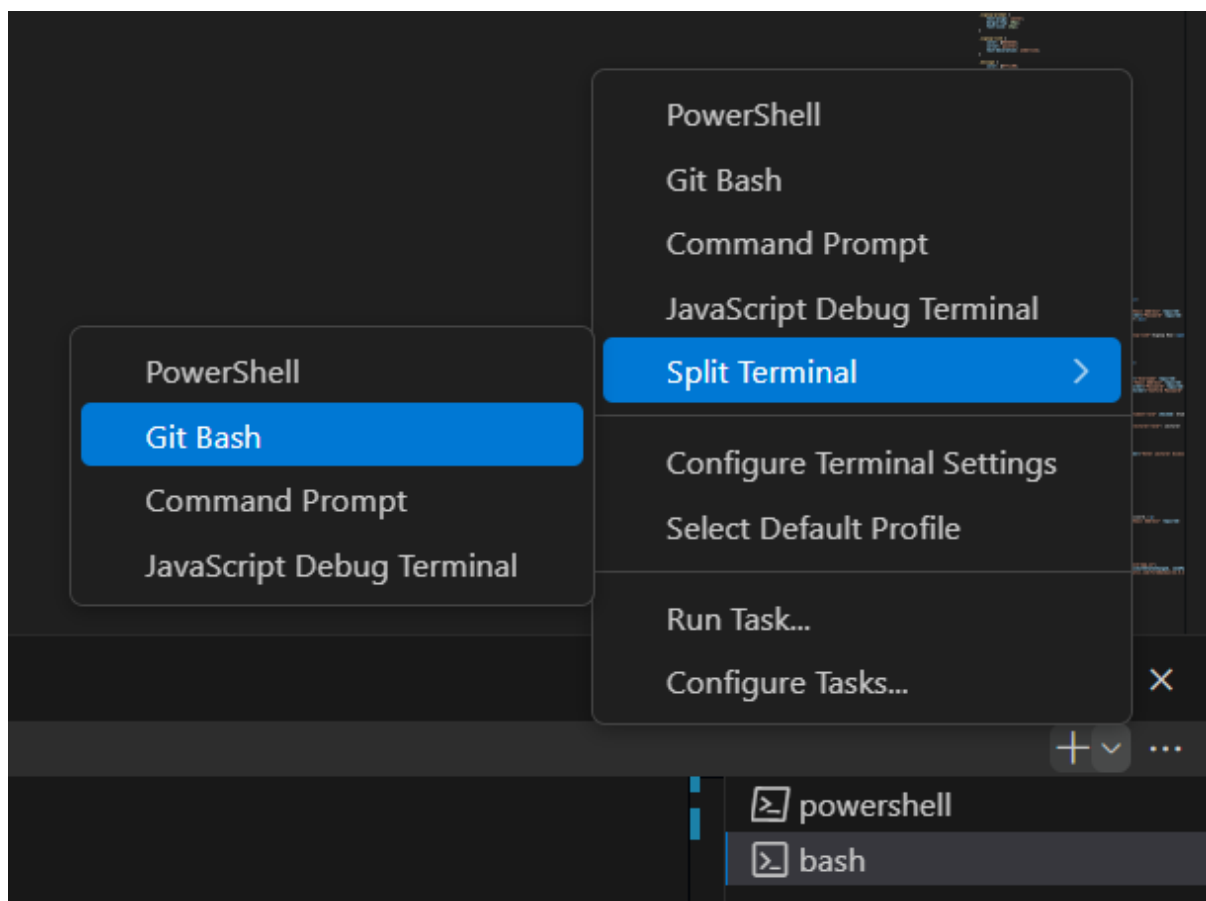 PowerShell
Git Bash
Command Prompt
JavaScript Debug Terminal
Split Terminal
Configure Terminal Settings
Select Default Profile
Run Task...
Configure Tasks...
PowerShell
Git Bash
Command Prompt
JavaScript Debug Terminal
powershell
bash